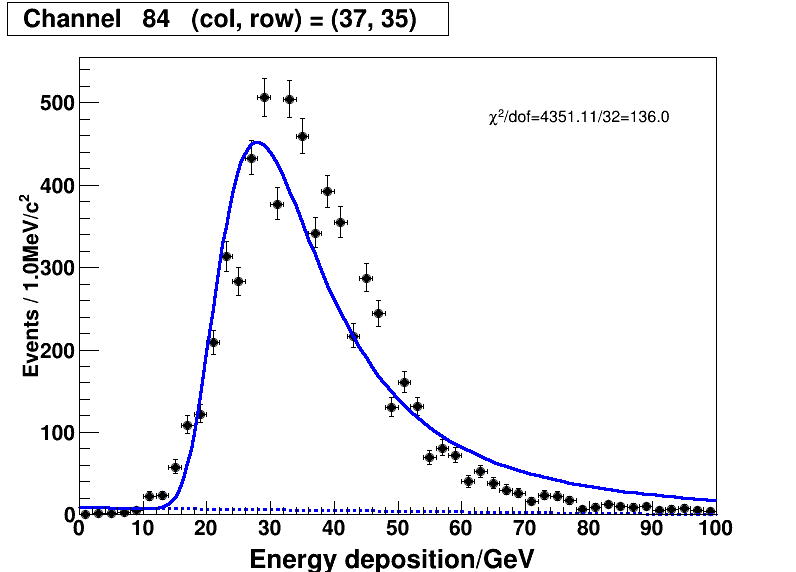 Channel 84 (col, row) = (37, 35)
χ²/dof=4351.11/32=136.0
Events / 1.0MeV/c²
500
400
300
200
100
0
0 10 20 30 40 50 60 70 80 90 100
Energy deposition/GeV